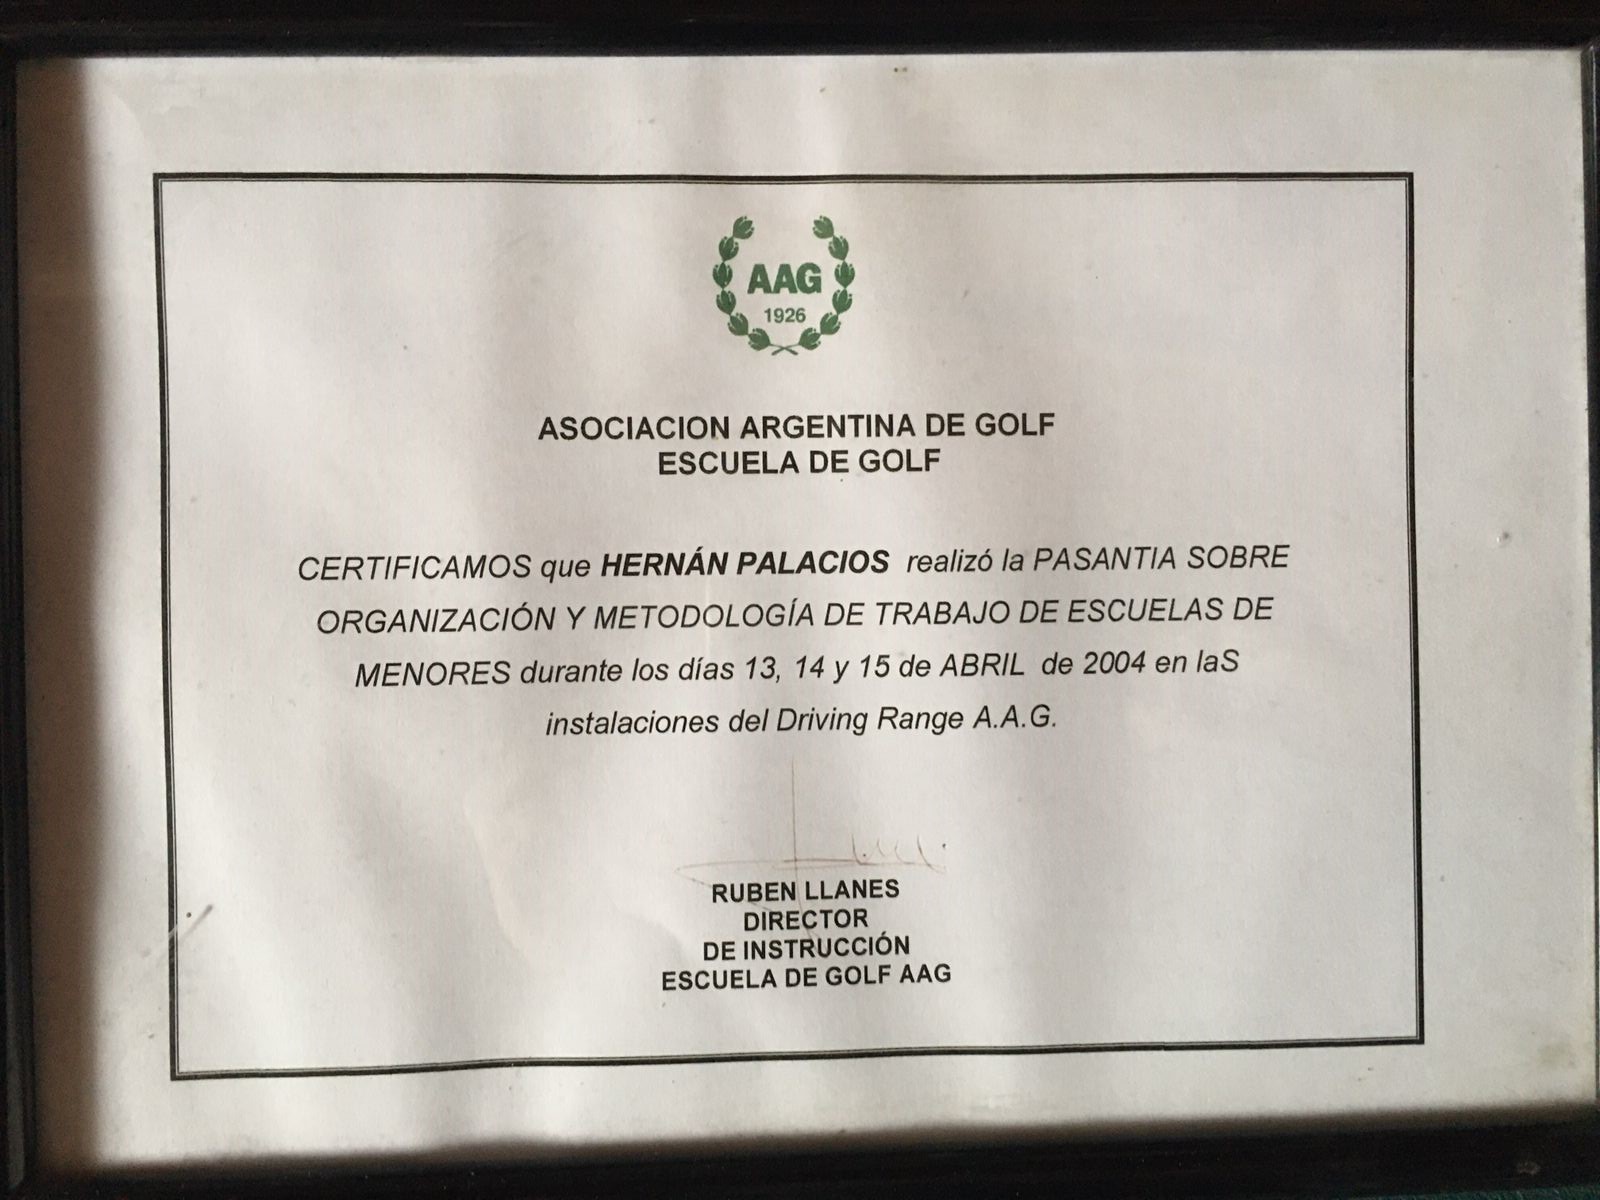 AAG
1926
ASOCIACION ARGENTINA DE GOLF
ESCUELA DE GOLF
CERTIFICAMOS que HERNÁN PALACIOS realizó la PASANTIA SOBRE
ORGANIZACIÓN Y METODOLOGÍA DE TRABAJO DE ESCUELAS DE
MENORES durante los días 13, 14 y 15 de ABRIL de 2004 en laS
instalaciones del Driving Range A.A.G.
RUBEN LLANES
DIRECTOR
DE INSTRUCCIÓN
ESCUELA DE GOLF AAG